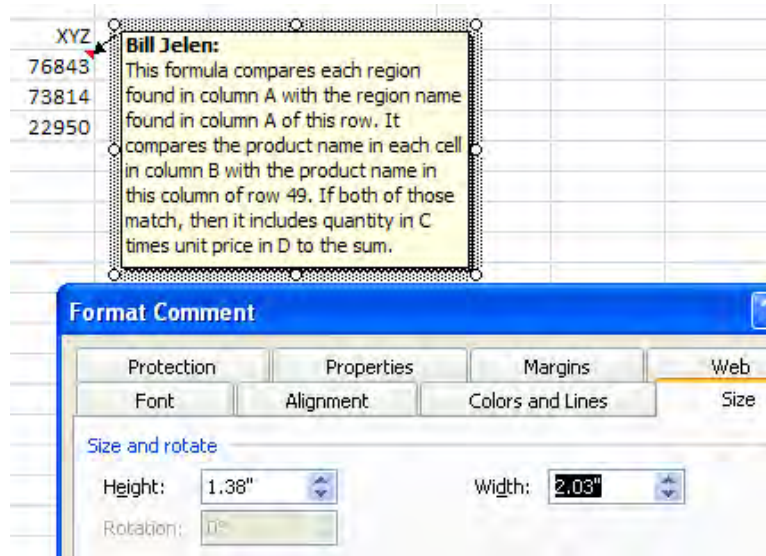 XYZ
76843
73814
22950
Bill Jelen:
This formula compares each region
found in column A with the region name
found in column A of this row. It
compares the product name in each cell
in column B with the product name in
this column of row 49. If both of those
match, then it includes quantity in C
times unit price in D to the sum.
Format Comment
Protection Properties Margins Web
Font Alignment Colors and Lines Size
Size and rotate
Height: 1.38" Width: 2.03"
Rotation: 0°